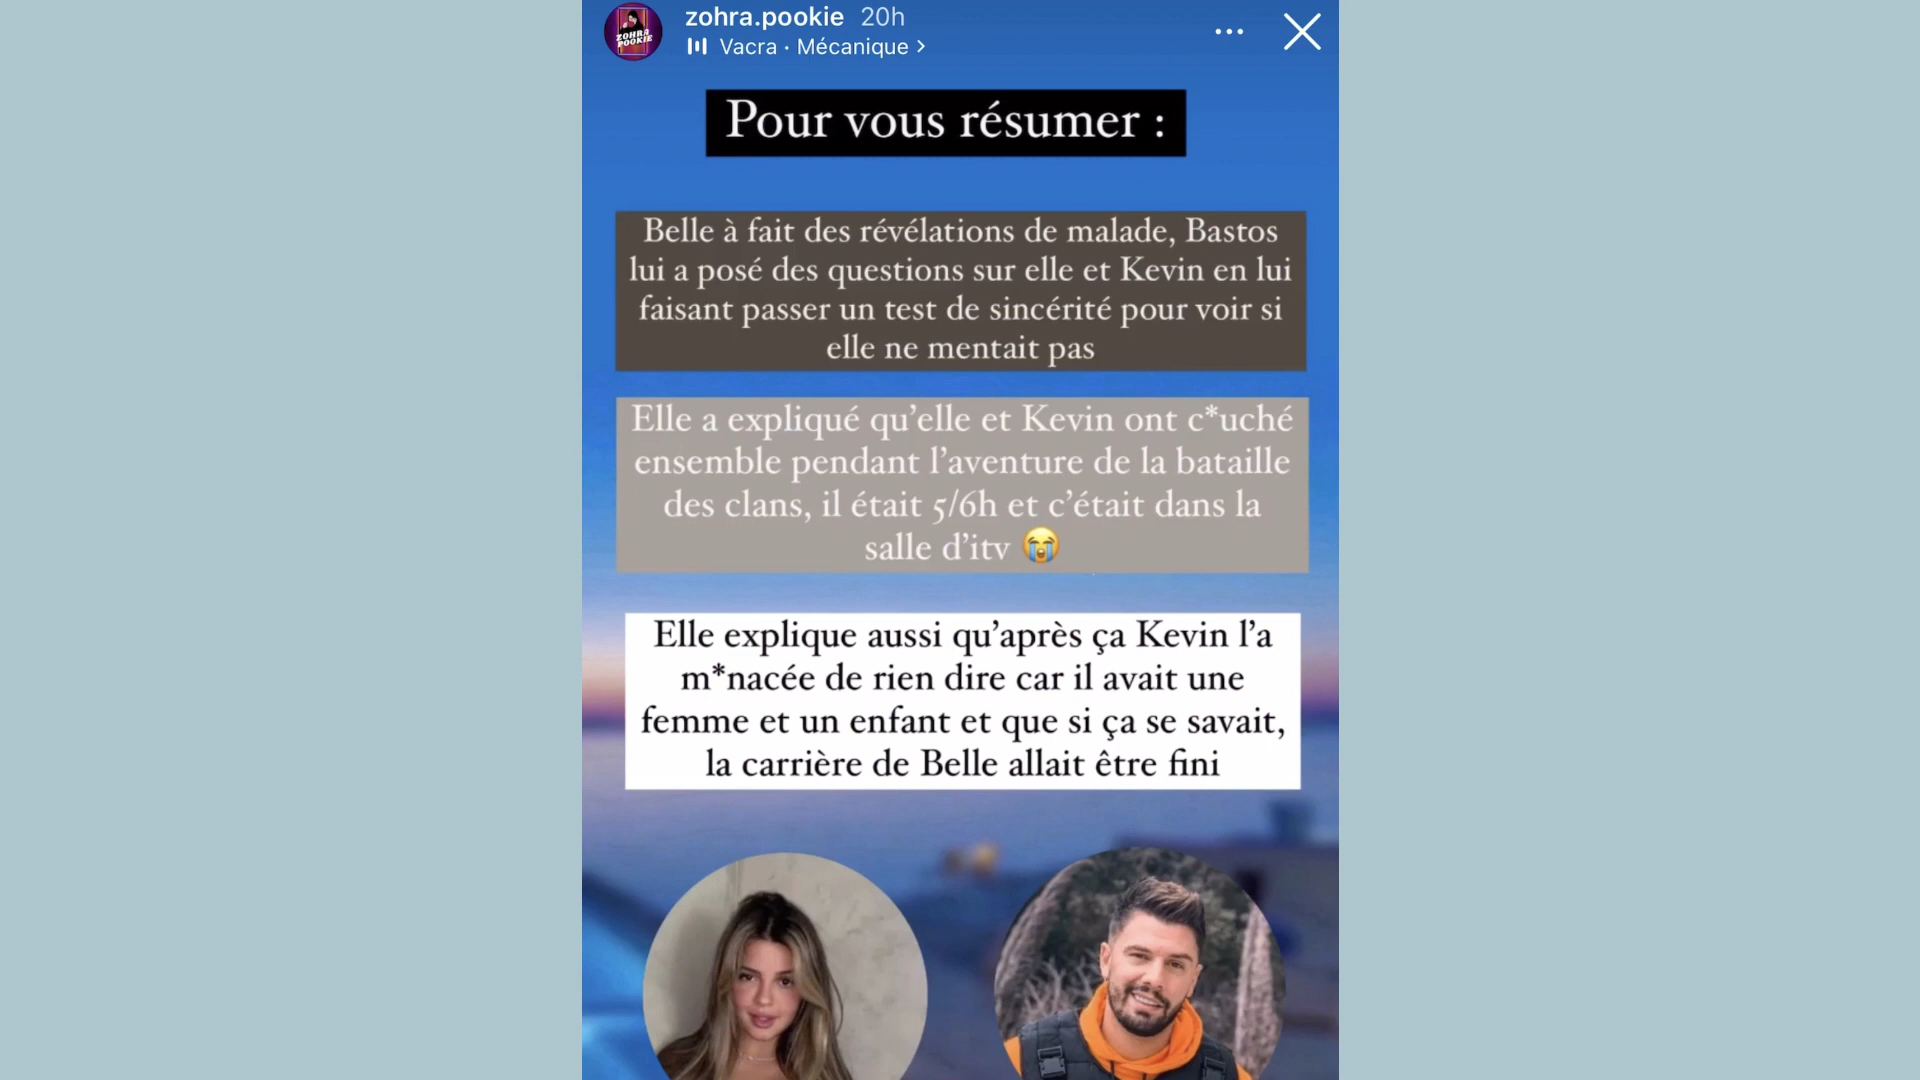 zohra.pookie 20h
Vacra · Mécanique >
ZOHRA
POOKIE
Pour vous résumer :
Belle à fait des révélations de malade, Bastos
lui a posé des questions sur elle et Kevin en lui
faisant passer un test de sincérité pour voir si
elle ne mentait pas
Elle a expliqué qu’elle et Kevin ont c*uché
ensemble pendant l’aventure de la bataille
des clans, il était 5/6h et c’était dans la
salle d’itv 😭
Elle explique aussi qu’après ça Kevin l’a
m*nacée de rien dire car il avait une
femme et un enfant et que si ça se savait,
la carrière de Belle allait être fini